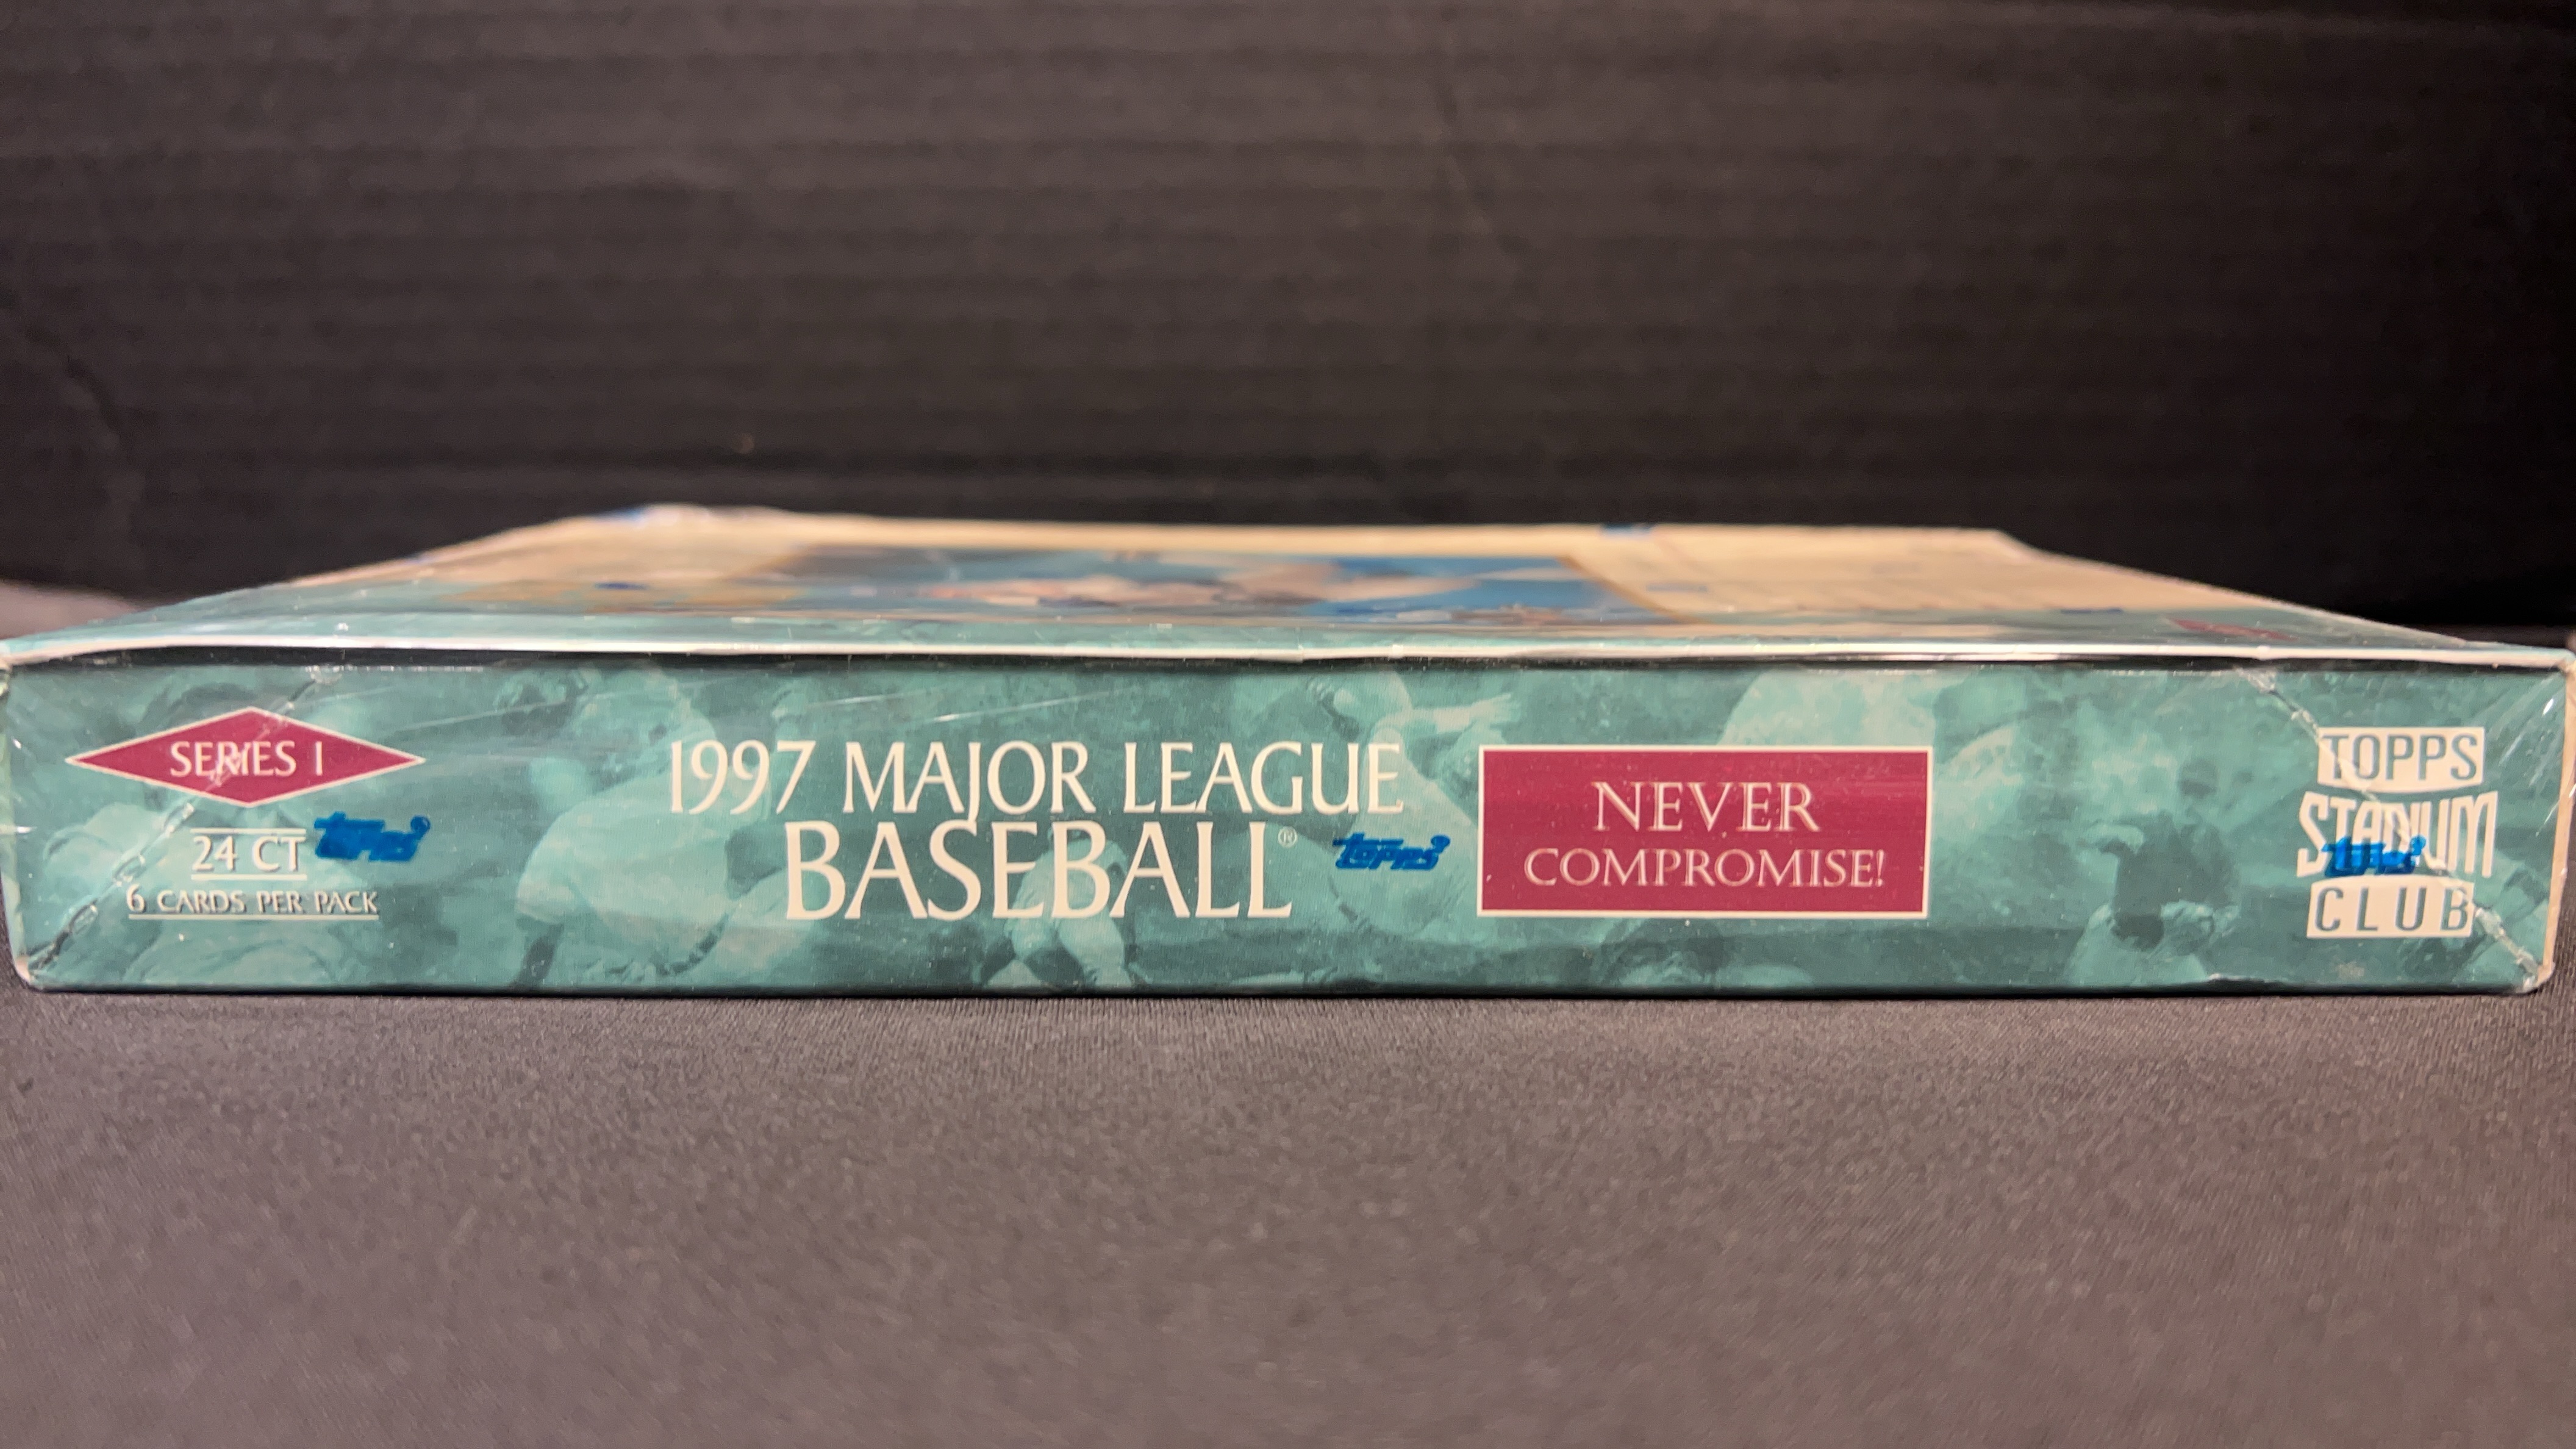 SERIES 1
24 CT
topps
6 CARDS PER PACK
1997 MAJOR LEAGUE
BASEBALL®
topps
NEVER
COMPROMISE!
TOPPS
STADIUM
topps
CLUB